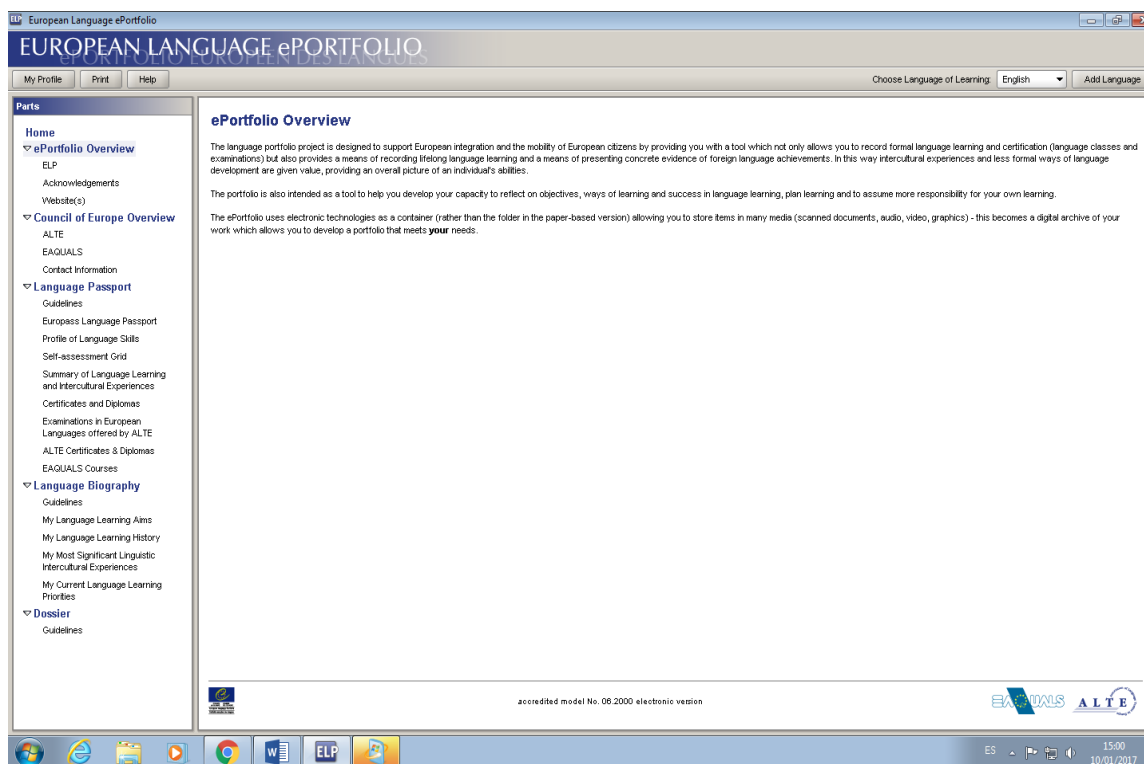 European Language ePortfolio
EUROPEAN LANGUAGE ePORTFOLIO
ePORTFOLIO EUROPEEN DES LANGUES
My Profile Print Help Choose Language of Learning: English Add Language
Parts
Home
ePortfolio Overview
ELP
Acknowledgements
Website(s)
Council of Europe Overview
ALTE
EAQUALS
Contact Information
Language Passport
Guidelines
Europass Language Passport
Profile of Language Skills
Self-assessment Grid
Summary of Language Learning
and Intercultural Experiences
Certificates and Diplomas
Examinations in European
Languages offered by ALTE
ALTE Certificates & Diplomas
EAQUALS Courses
Language Biography
Guidelines
My Language Learning Aims
My Language Learning History
My Most Significant Linguistic
Intercultural Experiences
My Current Language Learning
Priorities
Dossier
Guidelines
ePortfolio Overview
The language portfolio project is designed to support European integration and the mobility of European citizens by providing you with a tool which not only allows you to record formal language learning and certification (language classes and
examinations) but also provides a means of recording lifelong language learning and a means of presenting concrete evidence of foreign language achievements. In this way intercultural experiences and less formal ways of language
development are given value, providing an overall picture of an individual's abilities.
The portfolio is also intended as a tool to help you develop your capacity to reflect on objectives, ways of learning and success in language learning, plan learning and to assume more responsibility for your own learning.
The ePortfolio uses electronic technologies as a container (rather than the folder in the paper-based version) allowing you to store items in many media (scanned documents, audio, video, graphics) - this becomes a digital archive of your
work which allows you to develop a portfolio that meets your needs.
accredited model No. 06.2000 electronic version
EAQUALS
ALTE
ELP
ES
15:00
10/01/2017